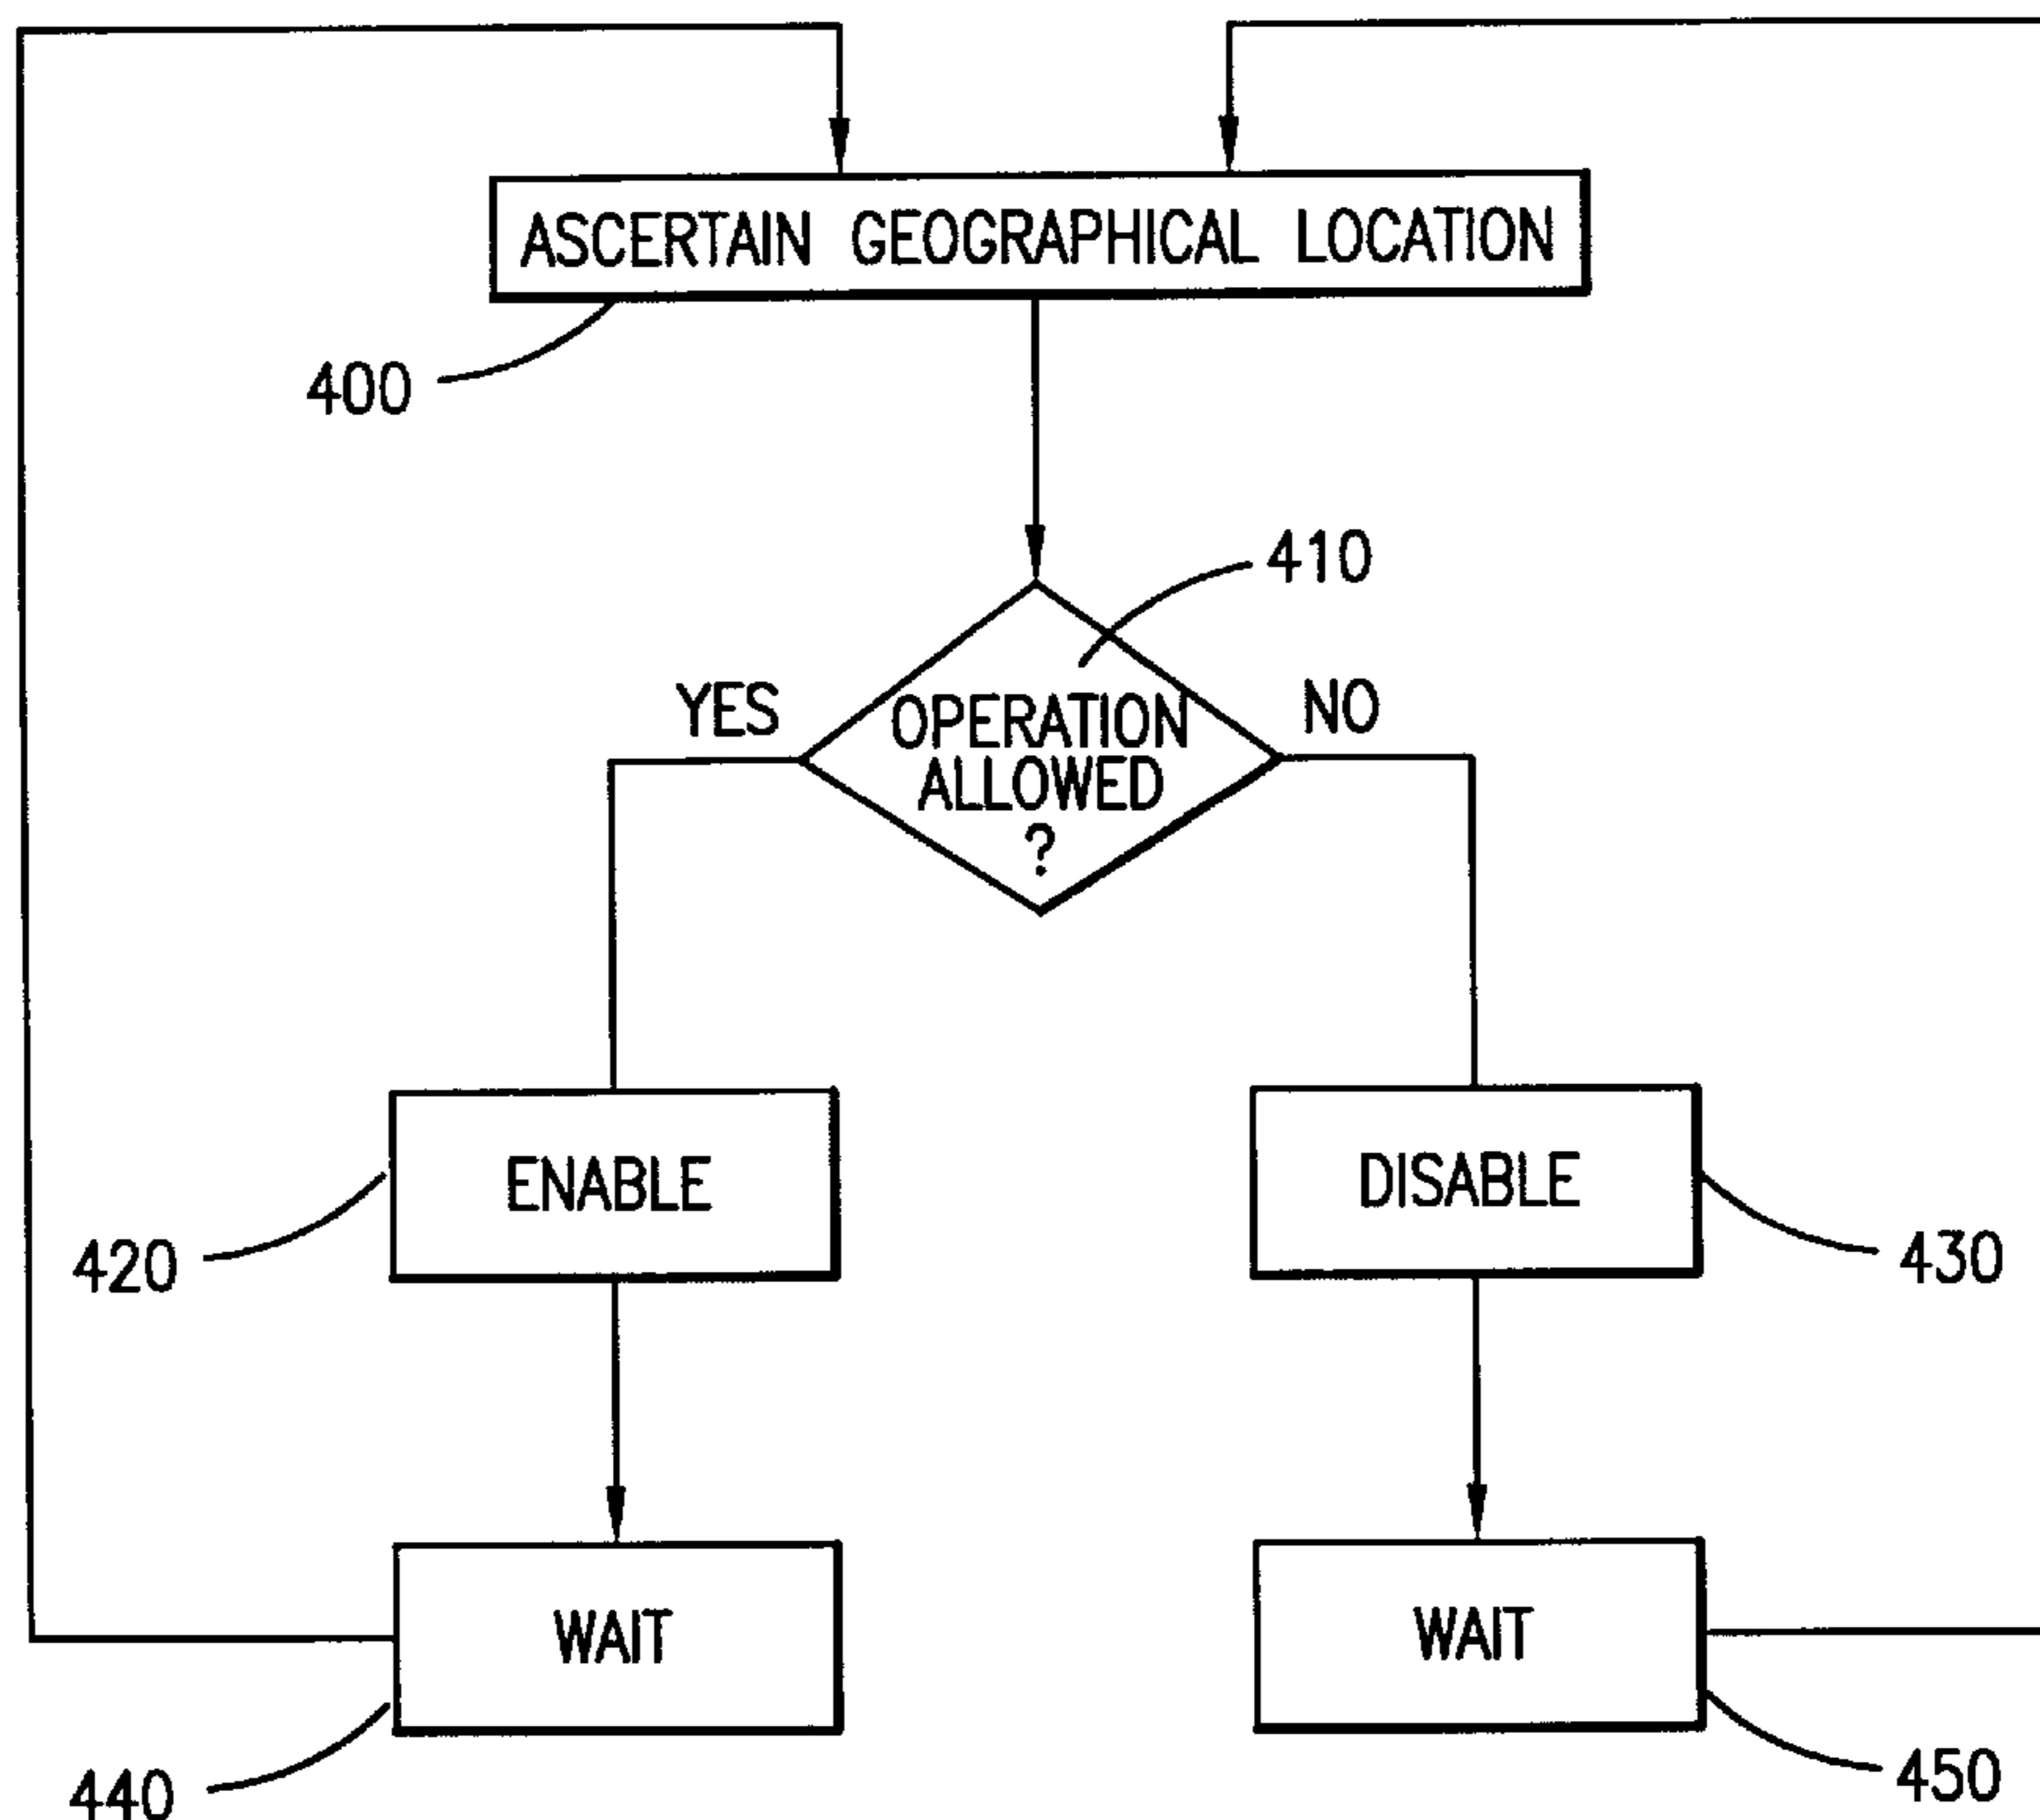 ASCERTAIN GEOGRAPHICAL LOCATION
400
410
YES
NO
OPERATION
ALLOWED
?
ENABLE
DISABLE
420
430
WAIT
WAIT
440
450